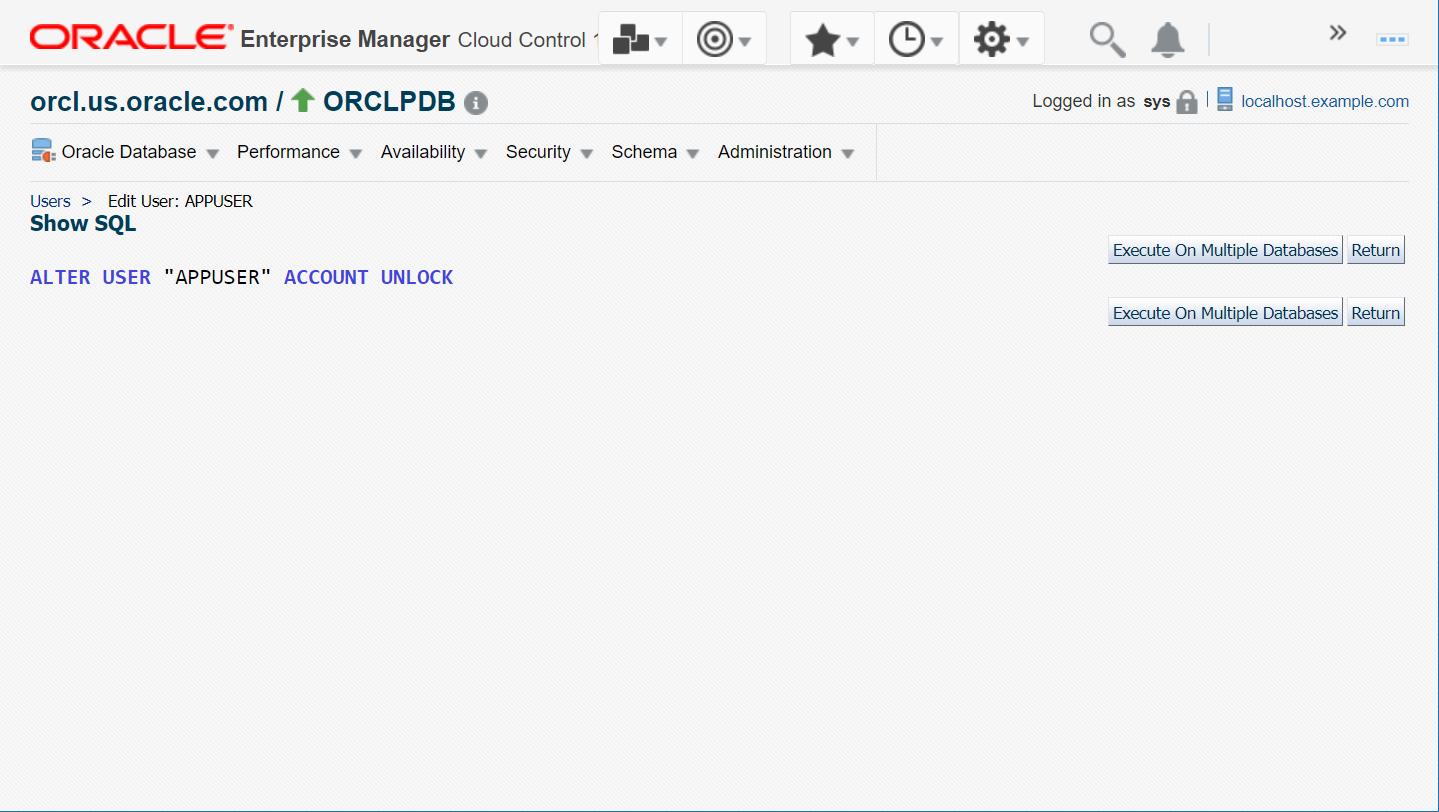 ORACLE® Enterprise Manager Cloud Control
orcl.us.oracle.com / ORCLPDB
Logged in as sys | localhost.example.com
Oracle Database Performance Availability Security Schema Administration
Users > Edit User: APPUSER
Show SQL
Execute On Multiple Databases Return
ALTER USER "APPUSER" ACCOUNT UNLOCK
Execute On Multiple Databases Return